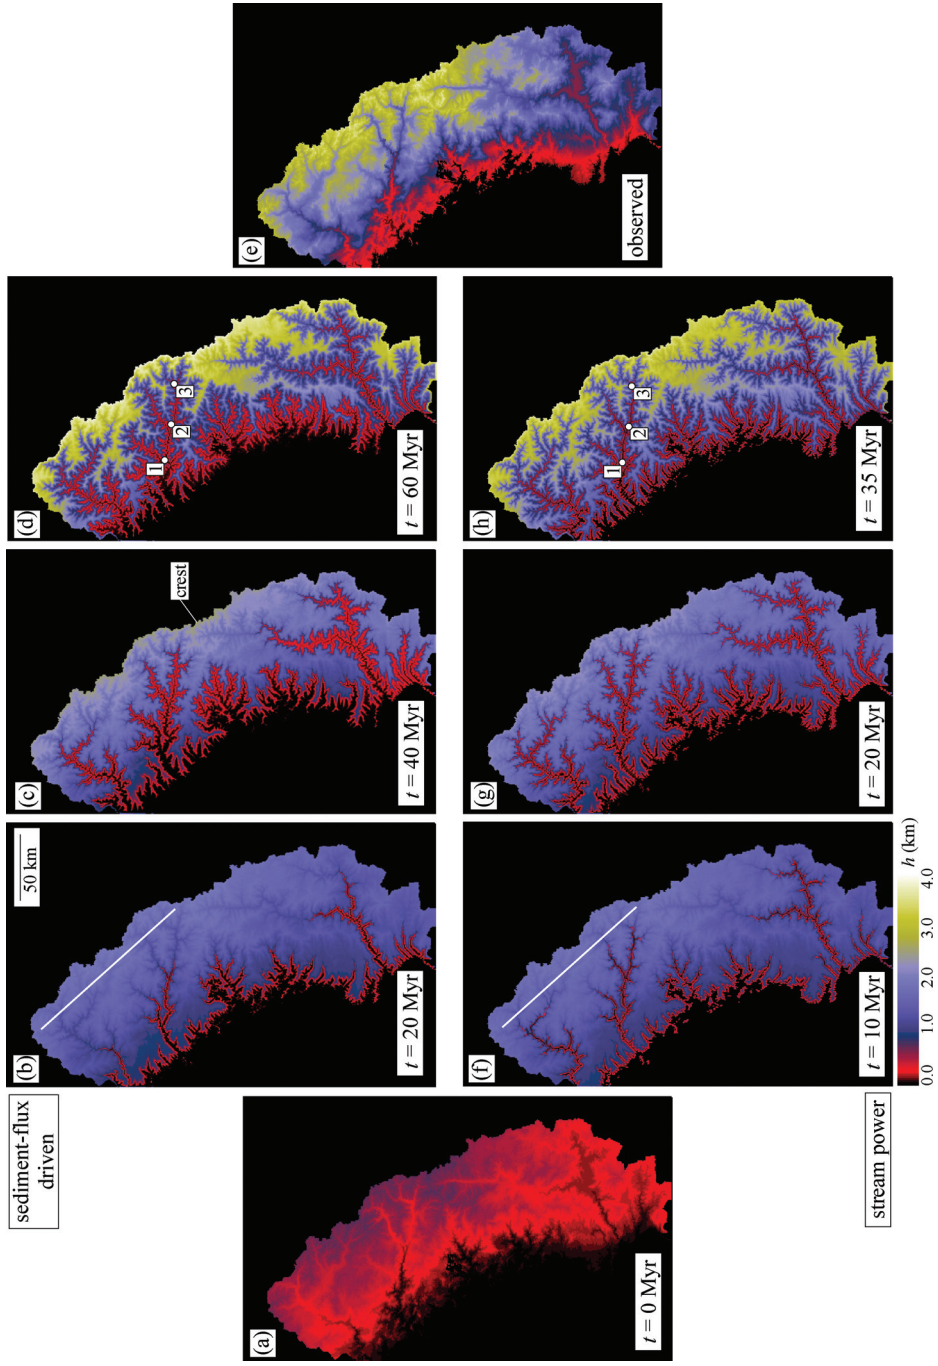 sediment-flux
driven
(b)
t = 20 Myr
50 km
(c)
t = 40 Myr
crest
(d)
t = 60 Myr
1
2
3
(a)
t = 0 Myr
(e)
observed
stream power
(f)
t = 10 Myr
(g)
t = 20 Myr
(h)
t = 35 Myr
1
2
3
0.0 1.0 2.0 3.0 4.0
h (km)